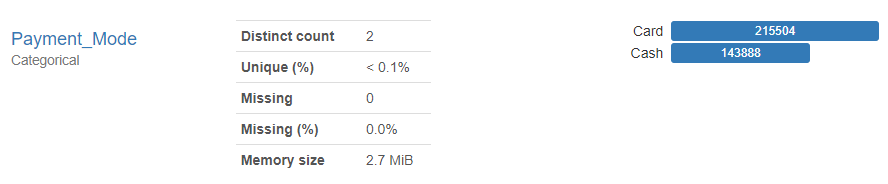 Payment_Mode
Categorical
Distinct count 2
Unique (%) < 0.1%
Missing 0
Missing (%) 0.0%
Memory size 2.7 MiB
Card 215504
Cash 143888